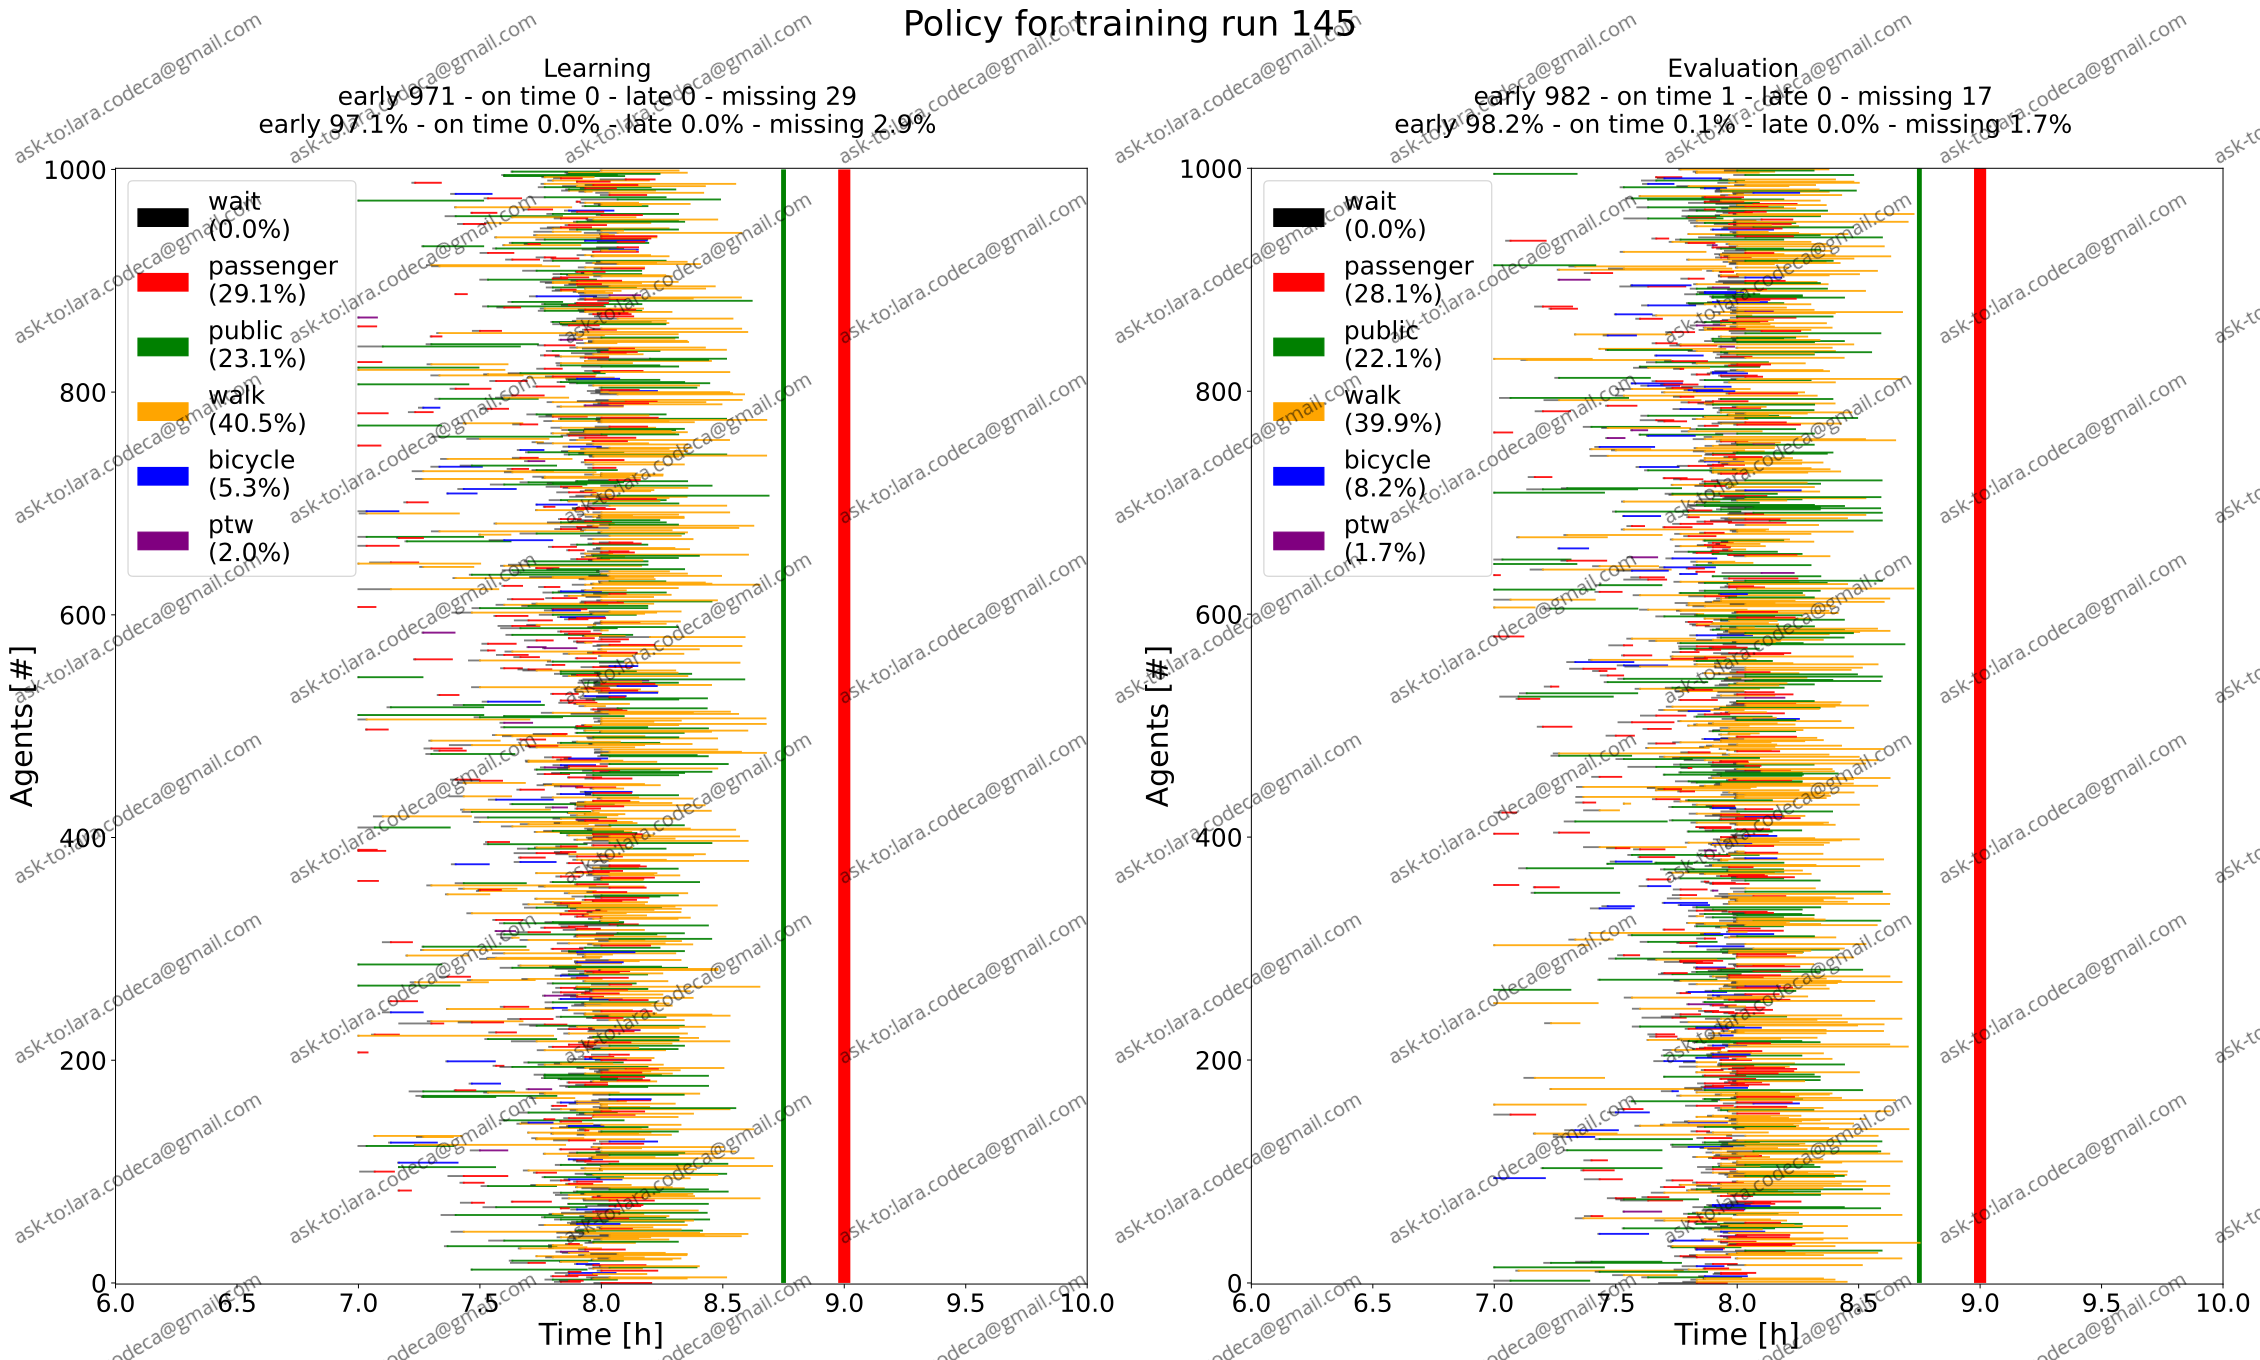 Policy for training run 145
Learning
early 971 - on time 0 - late 0 - missing 29
early 97.1% - on time 0.0% - late 0.0% - missing 2.9%
1000
800
600
400
200
0
Agents [#]
wait
(0.0%)
passenger
(29.1%)
public
(23.1%)
walk
(40.5%)
bicycle
(5.3%)
ptw
(2.0%)
6.0 6.5 7.0 7.5 8.0 8.5 9.0 9.5 10.0
Time [h]
Evaluation
early 982 - on time 1 - late 0 - missing 17
early 98.2% - on time 0.1% - late 0.0% - missing 1.7%
1000
800
600
400
200
0
Agents [#]
wait
(0.0%)
passenger
(28.1%)
public
(22.1%)
walk
(39.9%)
bicycle
(8.2%)
ptw
(1.7%)
6.0 6.5 7.0 7.5 8.0 8.5 9.0 9.5 10.0
Time [h]
ask-to:lara.codeca@gmail.com